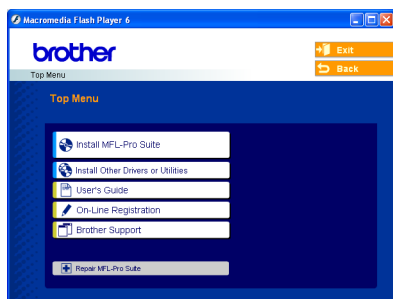 Macromedia Flash Player 6
brother
Exit
Back
Top Menu
Top Menu
Install MFL-Pro Suite
Install Other Drivers or Utilities
User's Guide
On-Line Registration
Brother Support
Repair MFL-Pro Suite